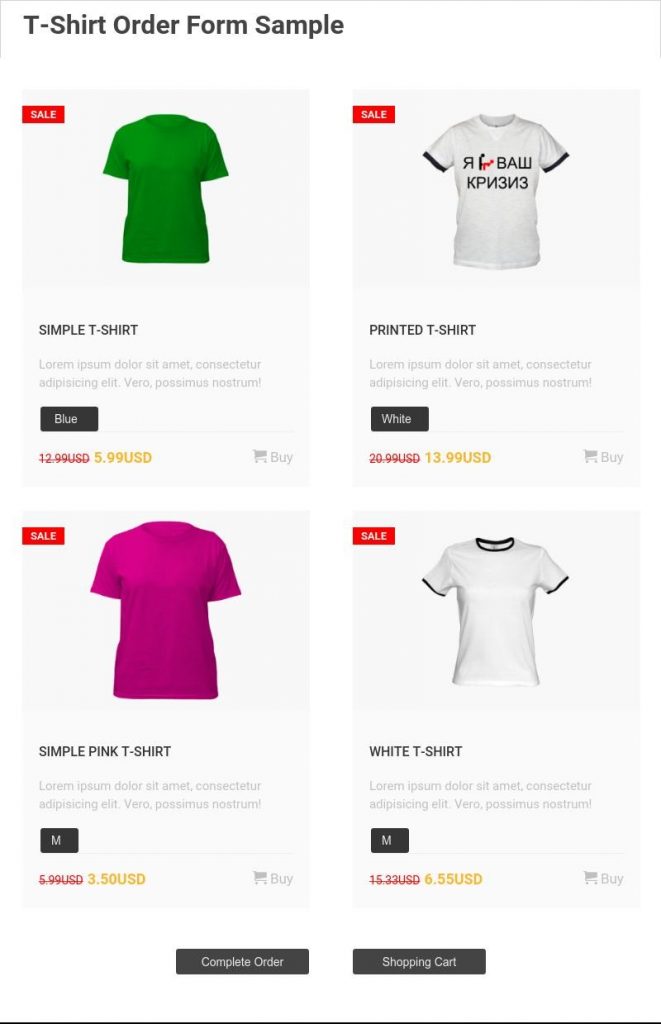 T-Shirt Order Form Sample
SALE
Я ВАШ
КРИЗИЗ
SIMPLE T-SHIRT
Lorem ipsum dolor sit amet, consectetur
adipisicing elit. Vero, possimus nostrum!
Blue
12.99USD 5.99USD Buy
SALE
PRINTED T-SHIRT
Lorem ipsum dolor sit amet, consectetur
adipisicing elit. Vero, possimus nostrum!
White
20.99USD 13.99USD Buy
SALE
SIMPLE PINK T-SHIRT
Lorem ipsum dolor sit amet, consectetur
adipisicing elit. Vero, possimus nostrum!
M
5.99USD 3.50USD Buy
SALE
WHITE T-SHIRT
Lorem ipsum dolor sit amet, consectetur
adipisicing elit. Vero, possimus nostrum!
M
15.33USD 6.55USD Buy
Complete Order
Shopping Cart